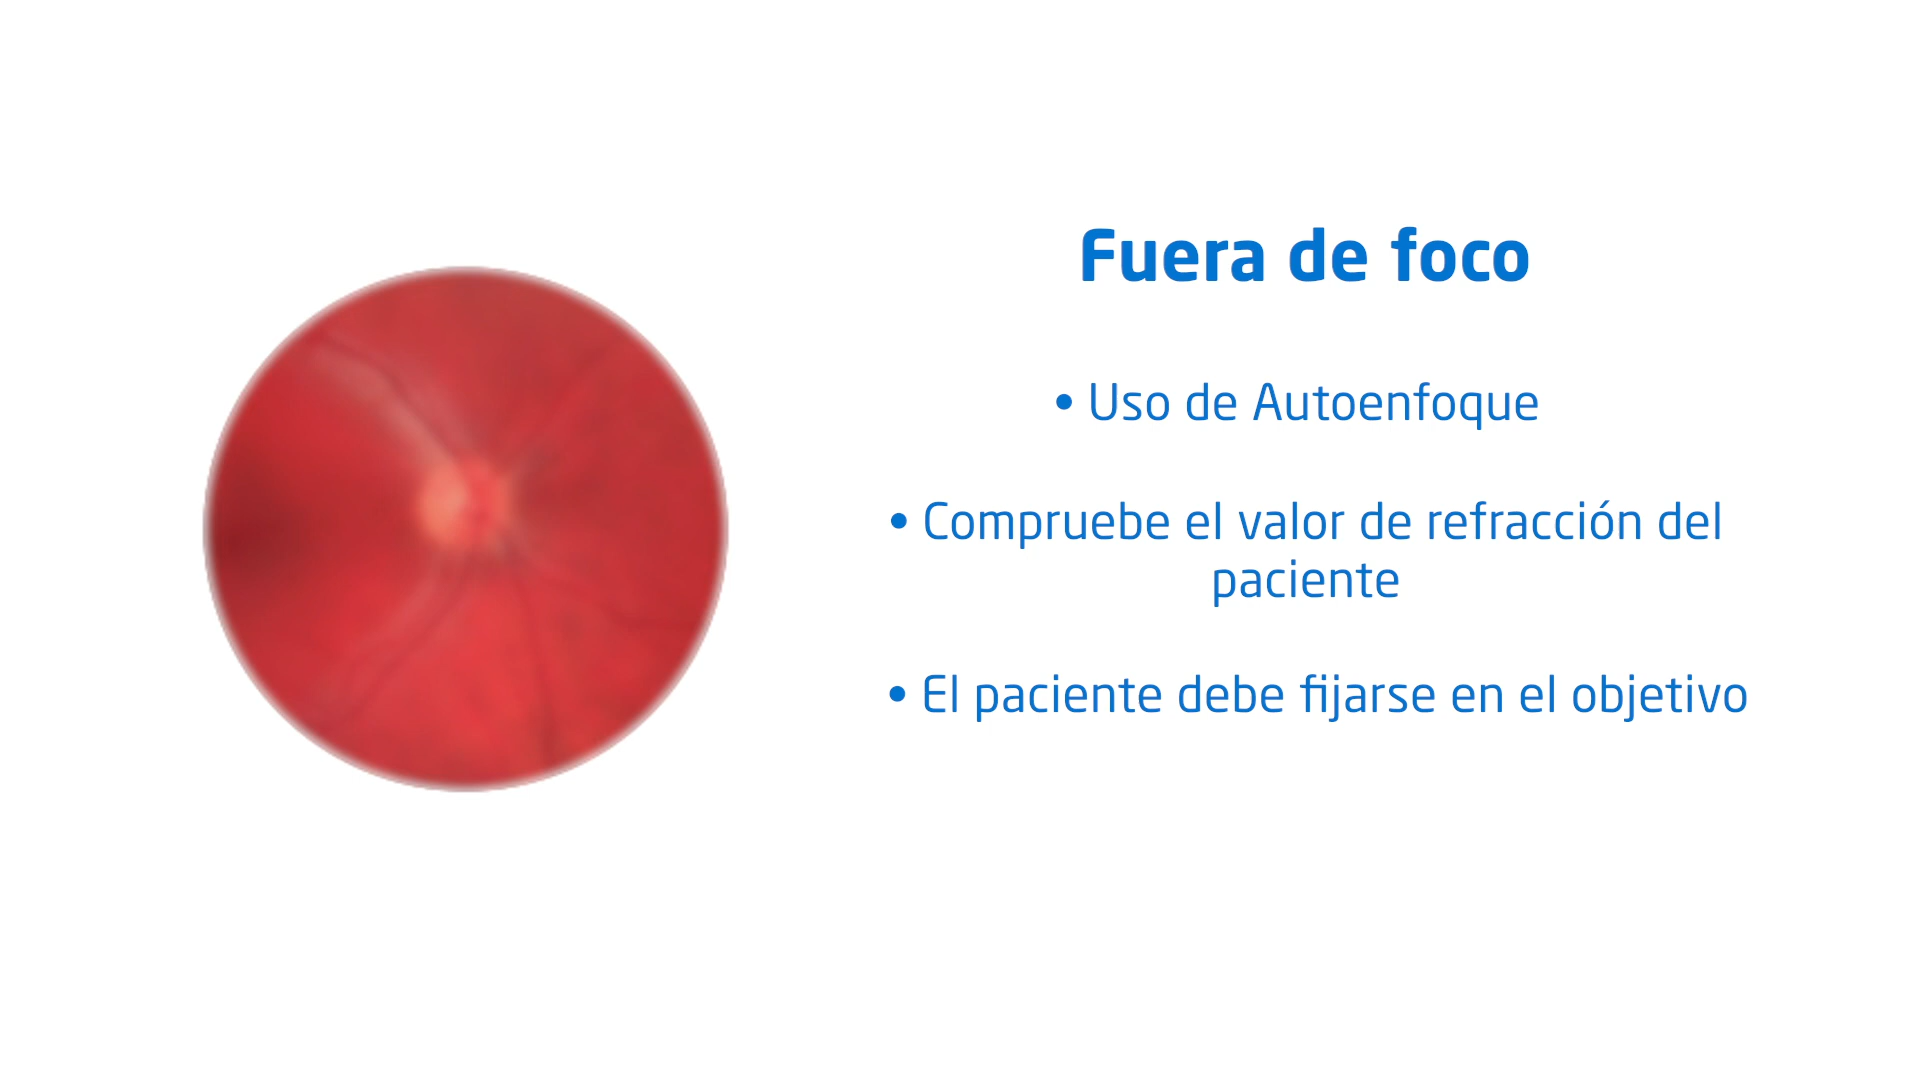 Fuera de foco
• Uso de Autoenfoque
• Compruebe el valor de refracción del
paciente
• El paciente debe fijarse en el objetivo